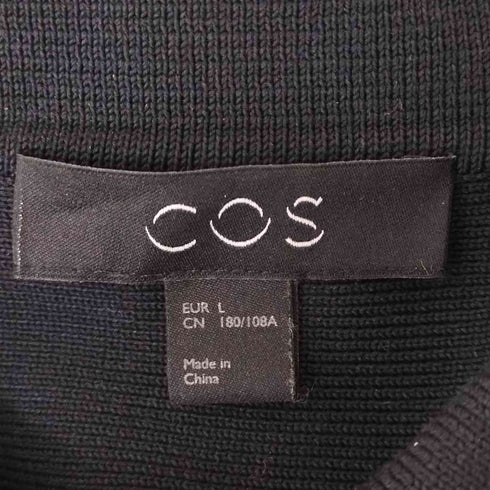 COS
EUR L
CN 180/108A
Made in
China